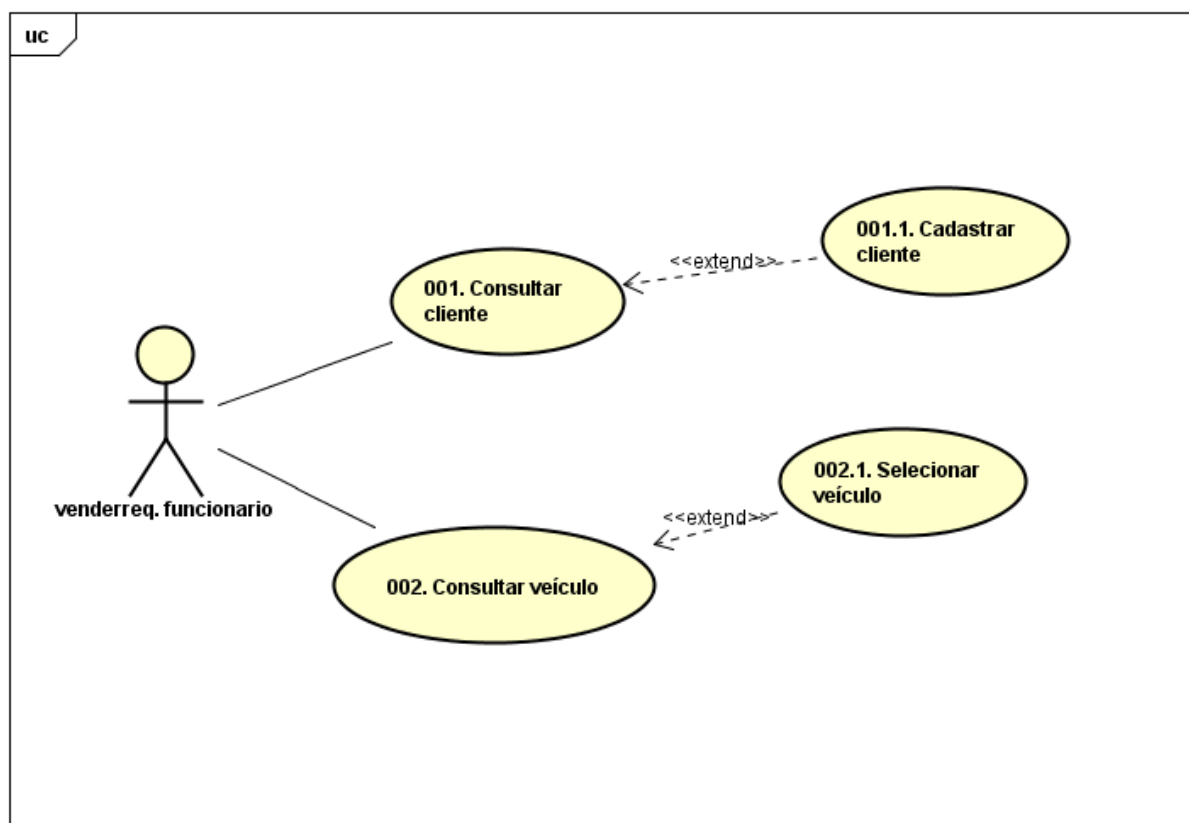 uc
001.1. Cadastrar
cliente
<<extend>>
001. Consultar
cliente
002.1. Selecionar
veículo
venderreq. funcionario
<<extend>>
002. Consultar veículo